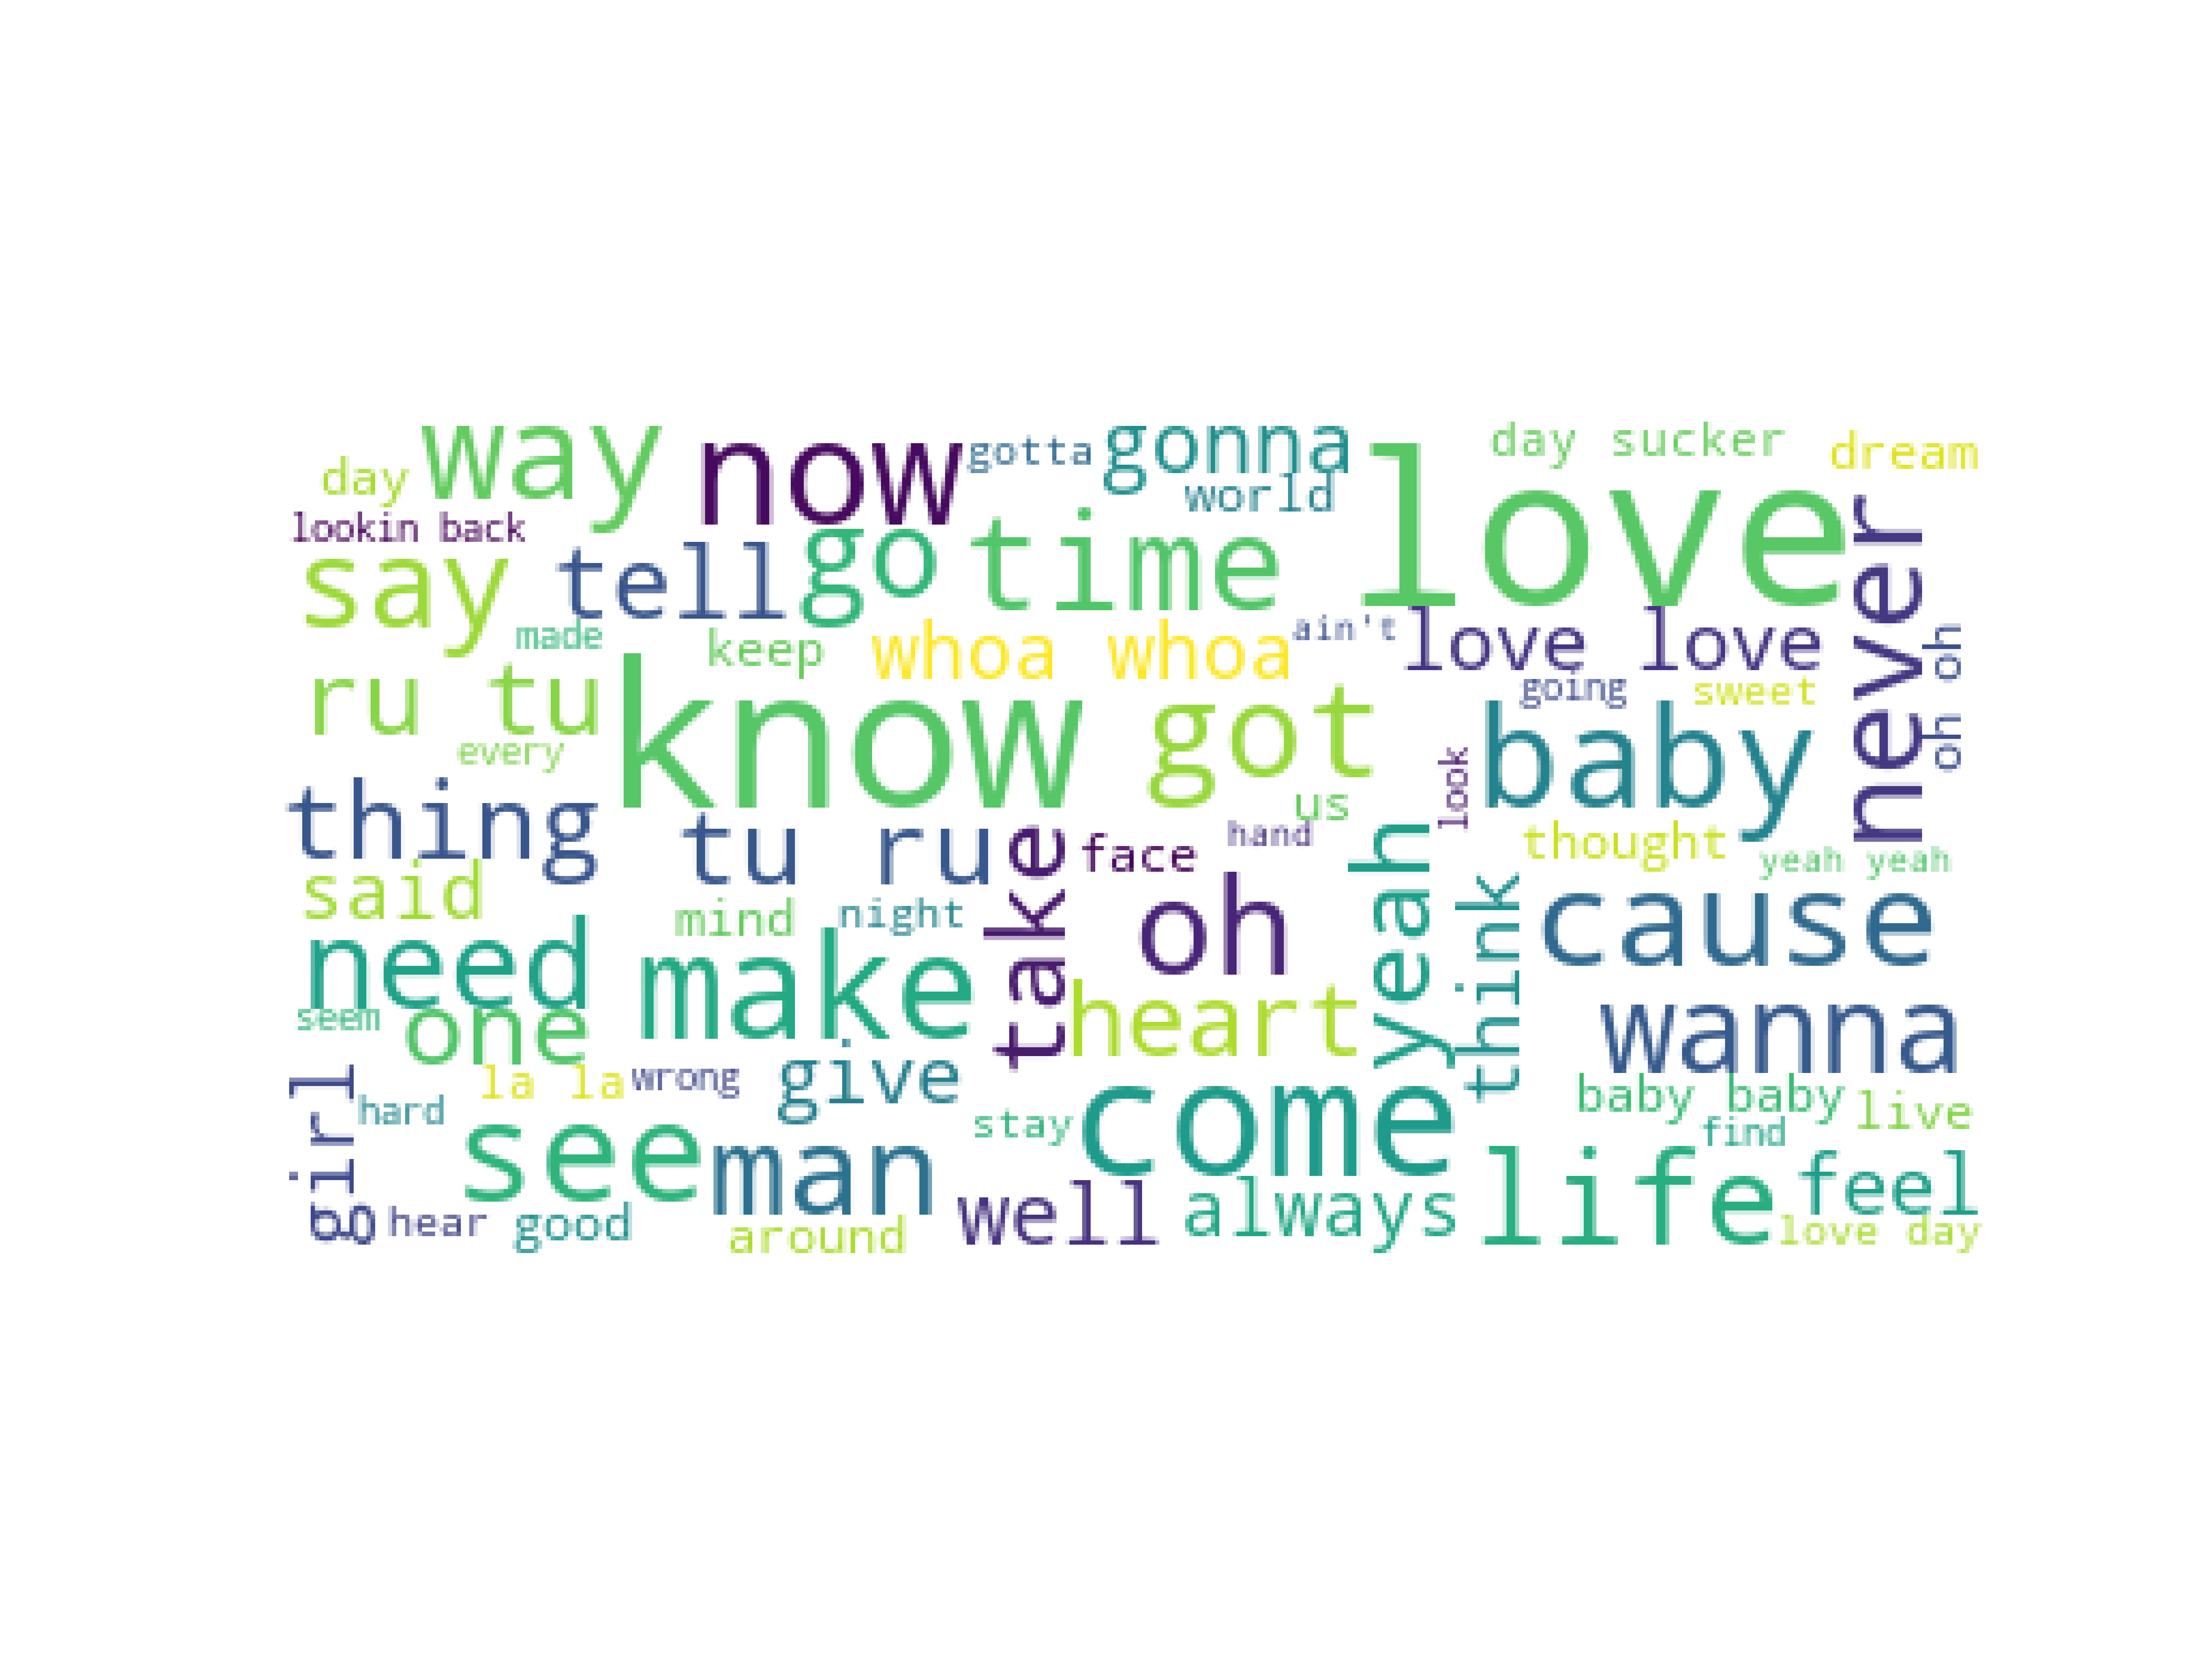 way
now
gotta
gonna
love
day sucker
dream
day
world
lookin back
say
tell
go
time
never
made
keep
whoa whoa
ain't
love love
oh oh
ru tu
know
got
going
sweet
every
baby
look
thing
tu ru
us
take
face
hand
yeah
thought
yeah yeah
said
mind
night
oh
think
cause
need
make
heart
seem
one
wanna
girl
la la
wrong
give
come
baby baby
live
hard
see
man
stay
find
life
feel
hear
good
around
well
always
love day